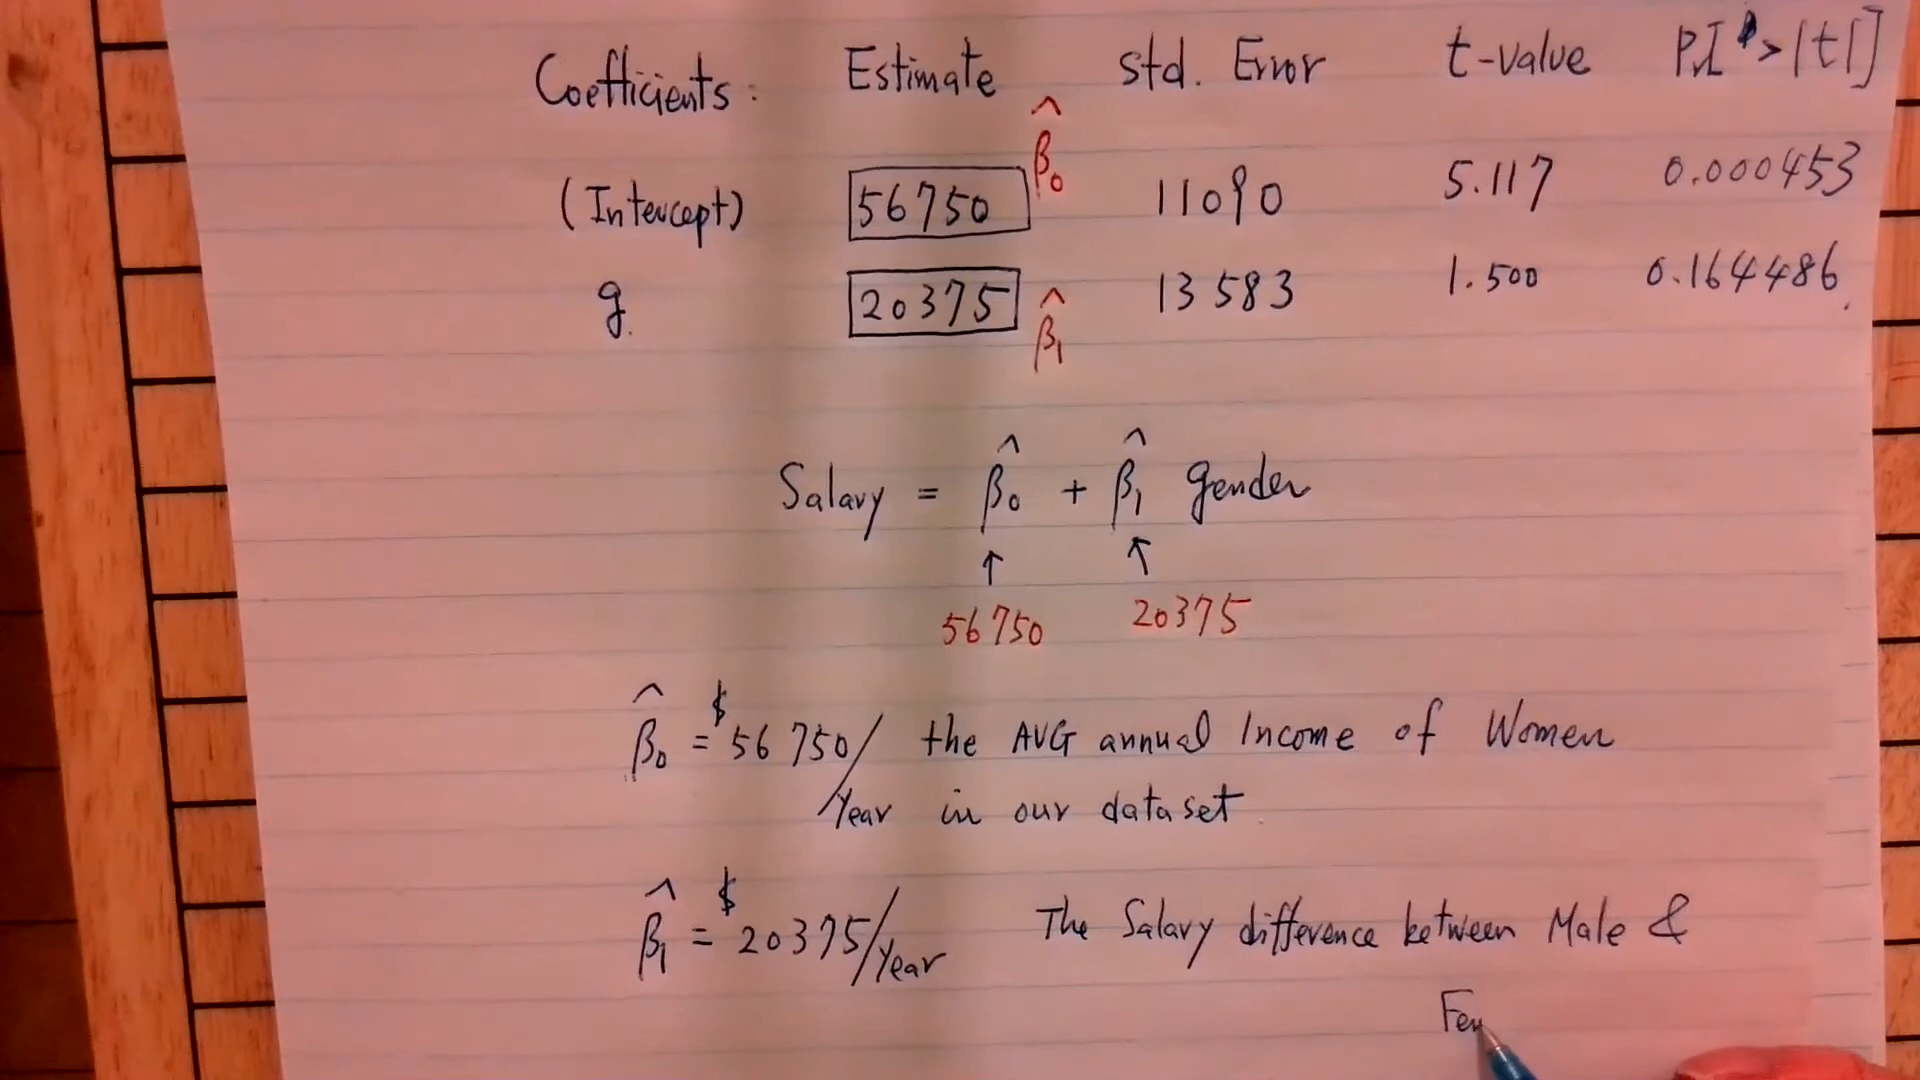 Coefficients: Estimate std. Error t-value Pr[ > |t|]
(Intercept) 56750 β̂₀ 11090 5.117 0.000453
g. 20375 β̂₁ 13583 1.500 0.164486.
Salary = β̂₀ + β̂₁ gender
↑ ↑
56750 20375
β̂₀ = $56750/Year the AVG annual Income of Women
in our dataset
β̂₁ = $20375/Year The Salary difference between Male &
Fem